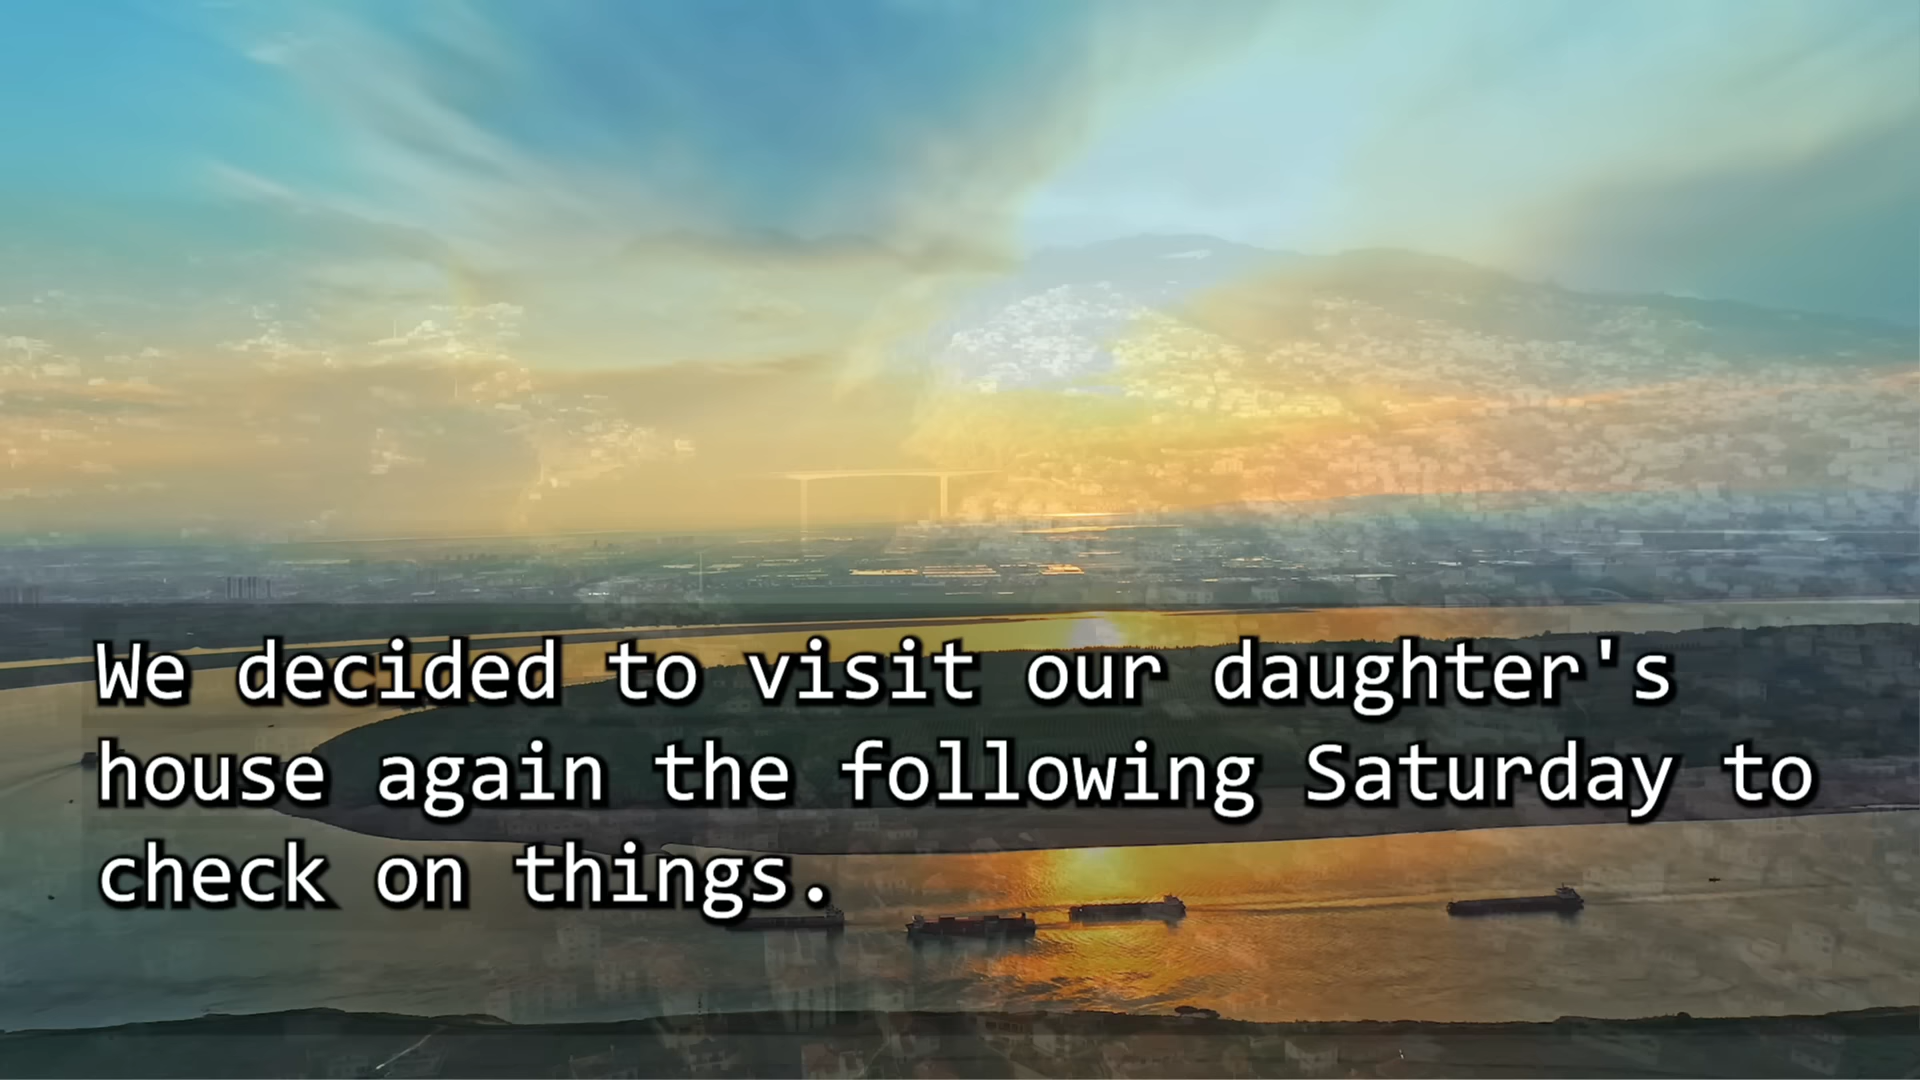 We decided to visit our daughter's
house again the following Saturday to
check on things.